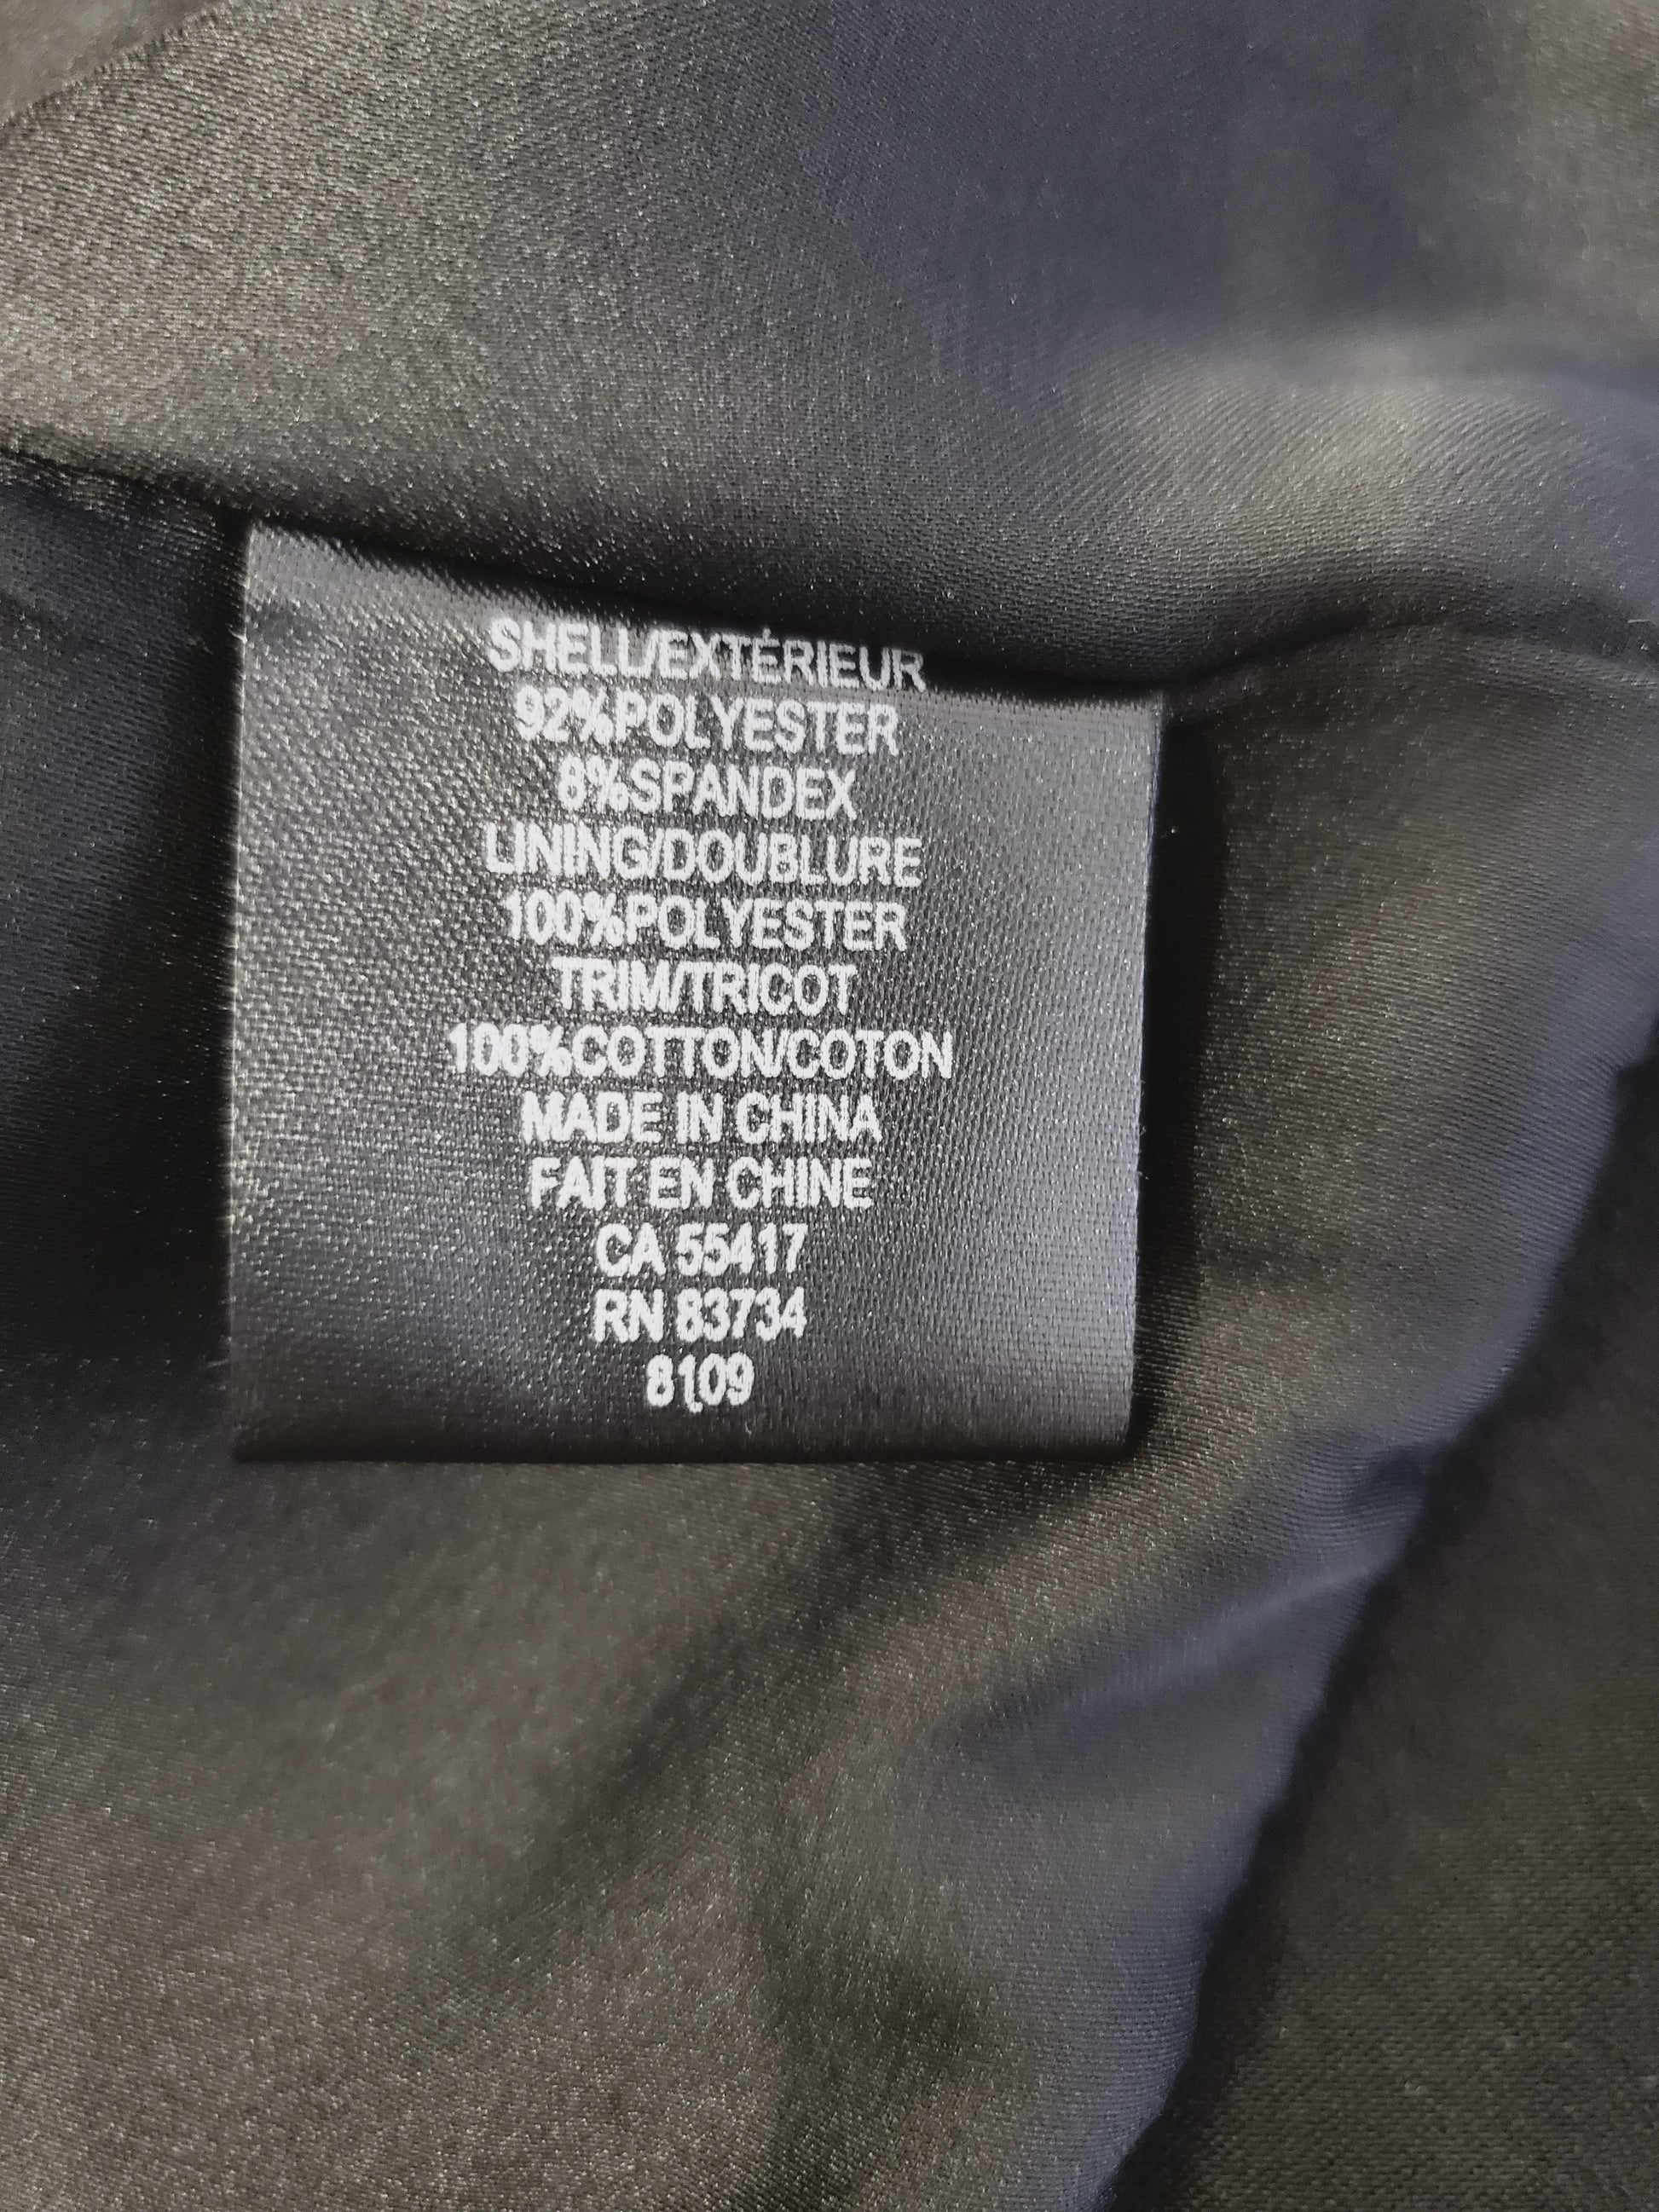 SHELL/EXTÉRIEUR
92%POLYESTER
8%SPANDEX
LINING/DOUBLURE
100%POLYESTER
TRIM/TRICOT
100%COTTON/COTON
MADE IN CHINA
FAIT EN CHINE
CA 55417
RN 83734
8109